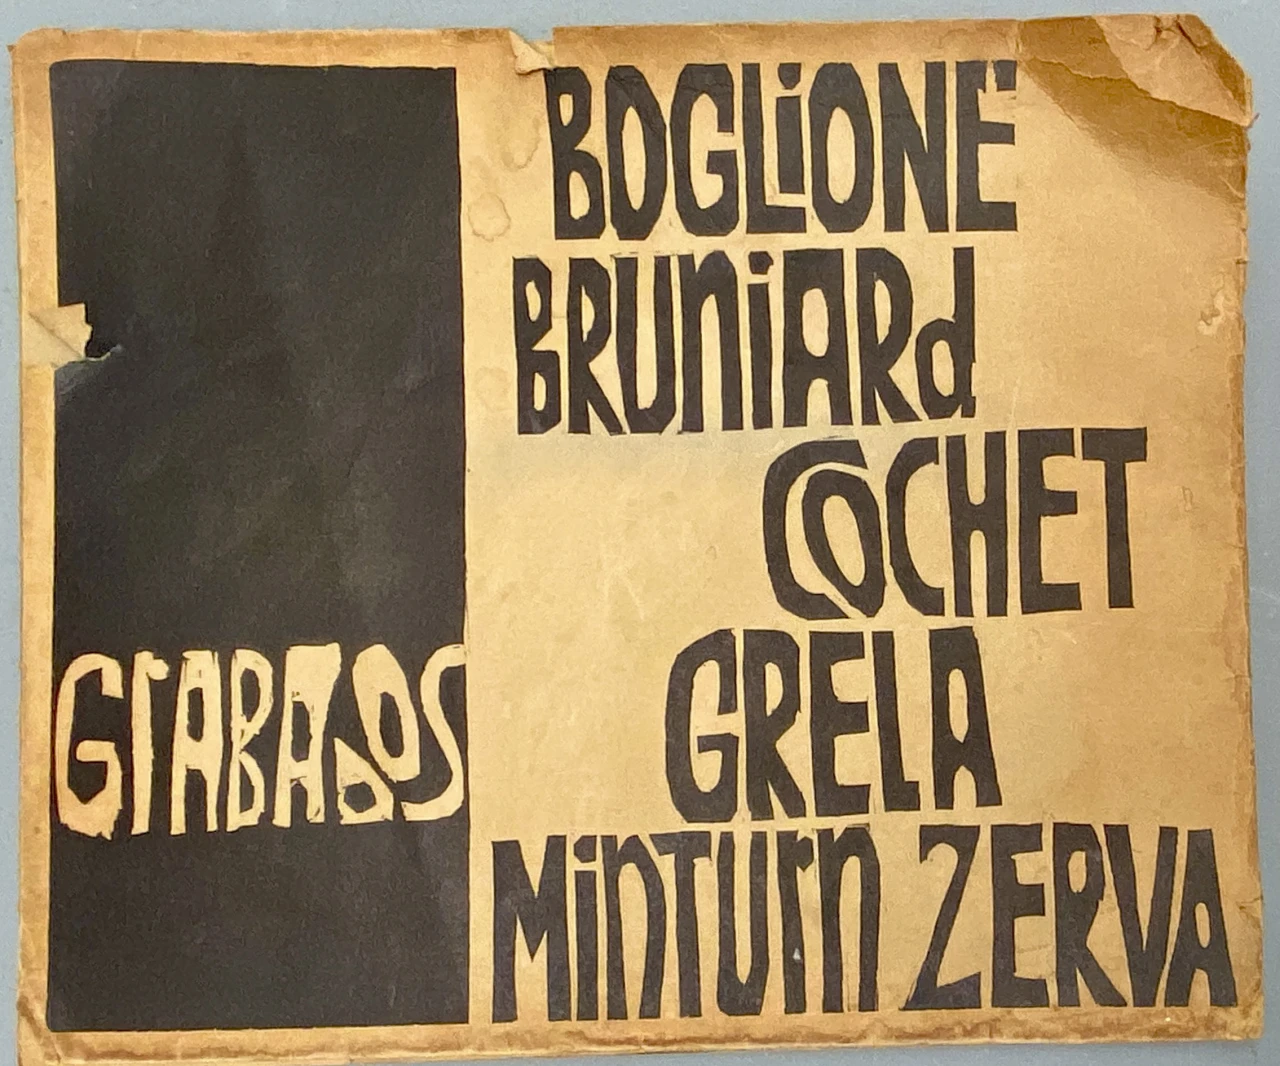 GrABAdOS
BOGLiONE
BRUNiARd
COCHET
GRELA
MinTUrn ZERVA